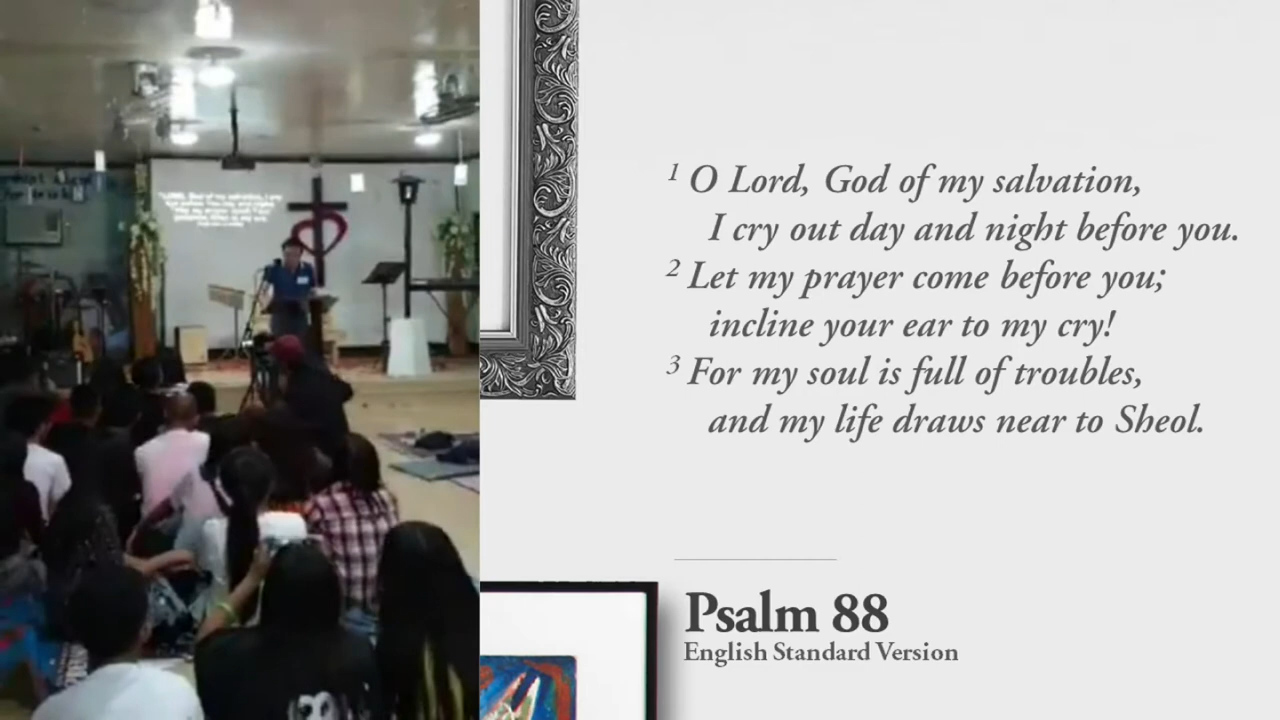 1 O Lord, God of my salvation,
I cry out day and night before you.
2 Let my prayer come before you;
incline your ear to my cry!
3 For my soul is full of troubles,
and my life draws near to Sheol.
Psalm 88
English Standard Version